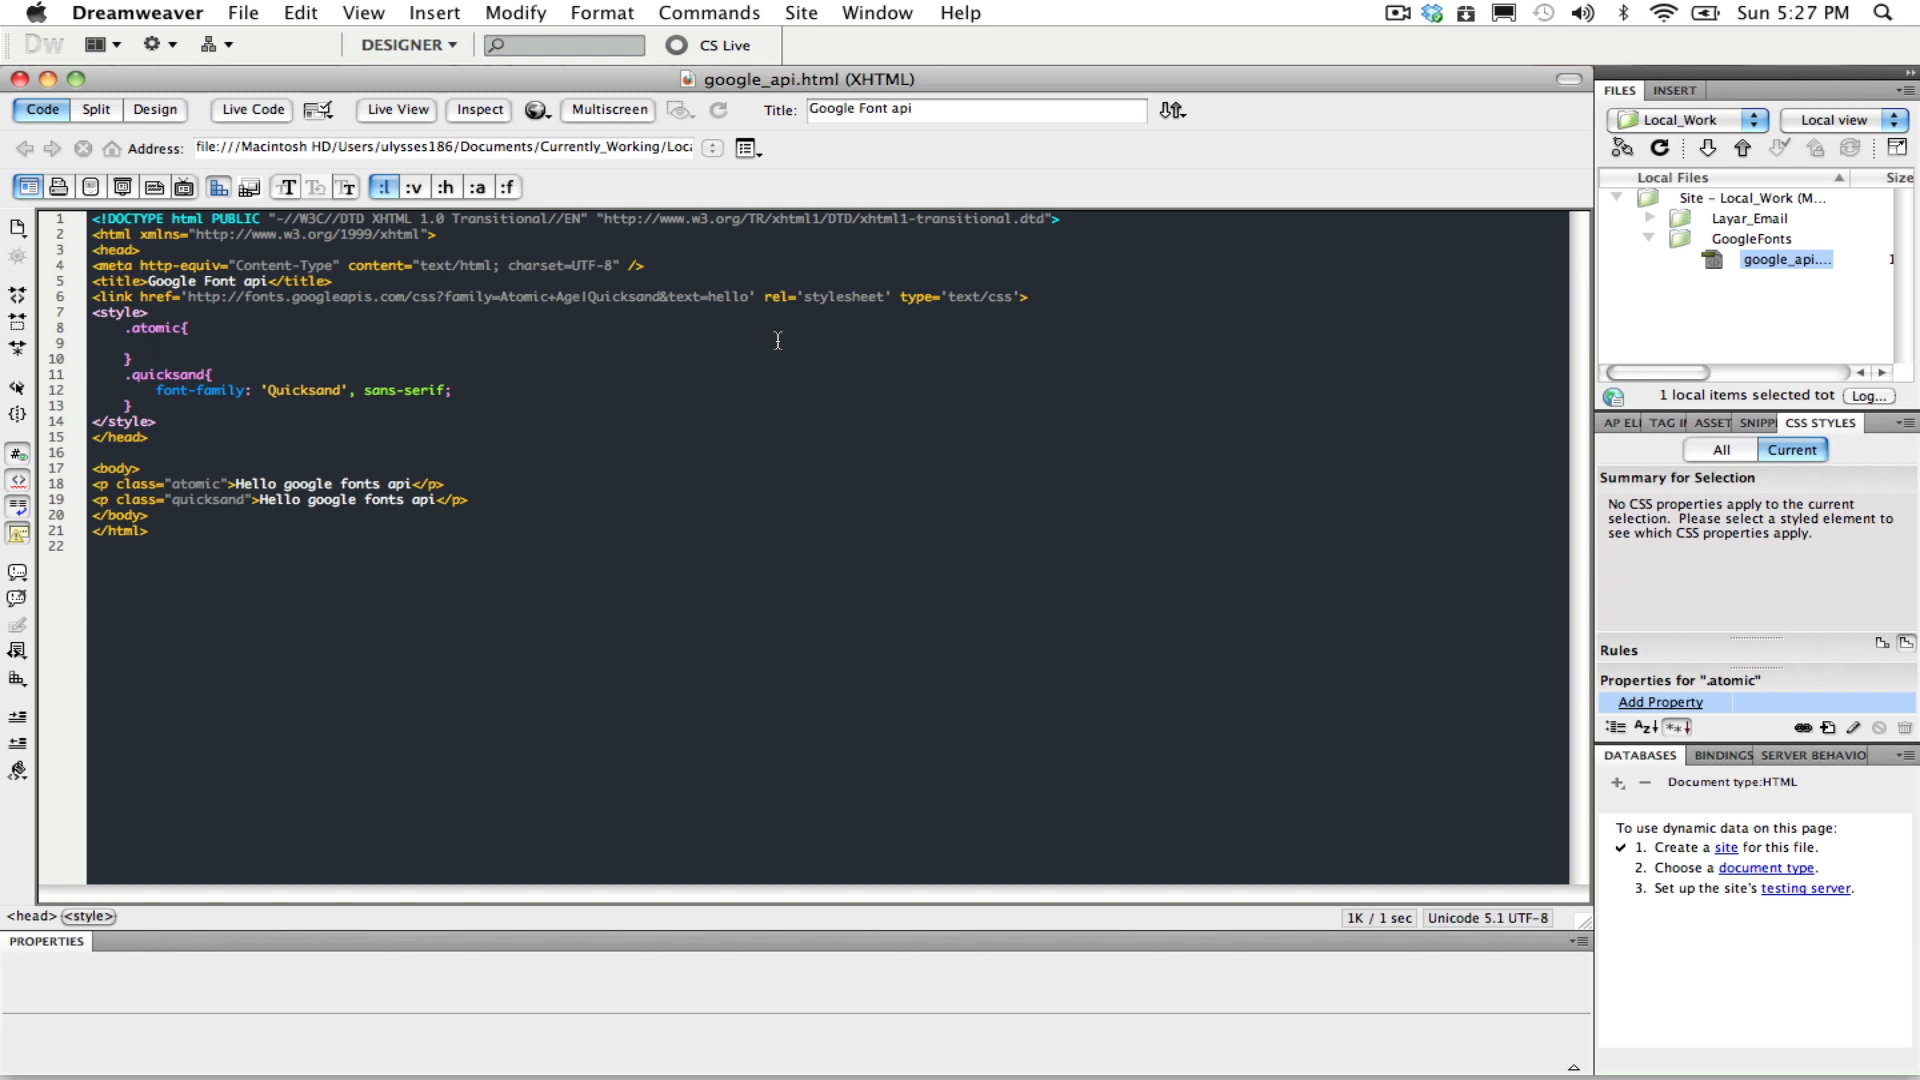 Dreamweaver File Edit View Insert Modify Format Commands Site Window Help Sun 5:27 PM
Dw DESIGNER CS Live
google_api.html (XHTML)
Code Split Design Live Code Live View Inspect Multiscreen Title: Google Font api
Address: file:///Macintosh HD/Users/ulysses186/Documents/Currently_Working/Loca
:l :v :h :a :f
1 <!DOCTYPE html PUBLIC "-//W3C//DTD XHTML 1.0 Transitional//EN" "http://www.w3.org/TR/xhtml1/DTD/xhtml1-transitional.dtd">
2 <html xmlns="http://www.w3.org/1999/xhtml">
3 <head>
4 <meta http-equiv="Content-Type" content="text/html; charset=UTF-8" />
5 <title>Google Font api</title>
6 <link href='http://fonts.googleapis.com/css?family=Atomic+Age|Quicksand&text=hello' rel='stylesheet' type='text/css'>
7 <style>
8 .atomic{
9
10 }
11 .quicksand{
12 font-family: 'Quicksand', sans-serif;
13 }
14 </style>
15 </head>
16
17 <body>
18 <p class="atomic">Hello google fonts api</p>
19 <p class="quicksand">Hello google fonts api</p>
20 </body>
21 </html>
22
<head> <style>
1K / 1 sec Unicode 5.1 UTF-8
PROPERTIES
FILES INSERT
Local_Work Local view
Local Files Size
Site – Local_Work (M...
Layar_Email
GoogleFonts
google_api.... 1
1 local items selected tot Log...
AP ELI TAG I ASSET SNIPP CSS STYLES
All Current
Summary for Selection
No CSS properties apply to the current
selection. Please select a styled element to
see which CSS properties apply.
Rules
Properties for ".atomic"
Add Property
DATABASES BINDINGS SERVER BEHAVIO
Document type:HTML
To use dynamic data on this page:
1. Create a site for this file.
2. Choose a document type.
3. Set up the site's testing server.